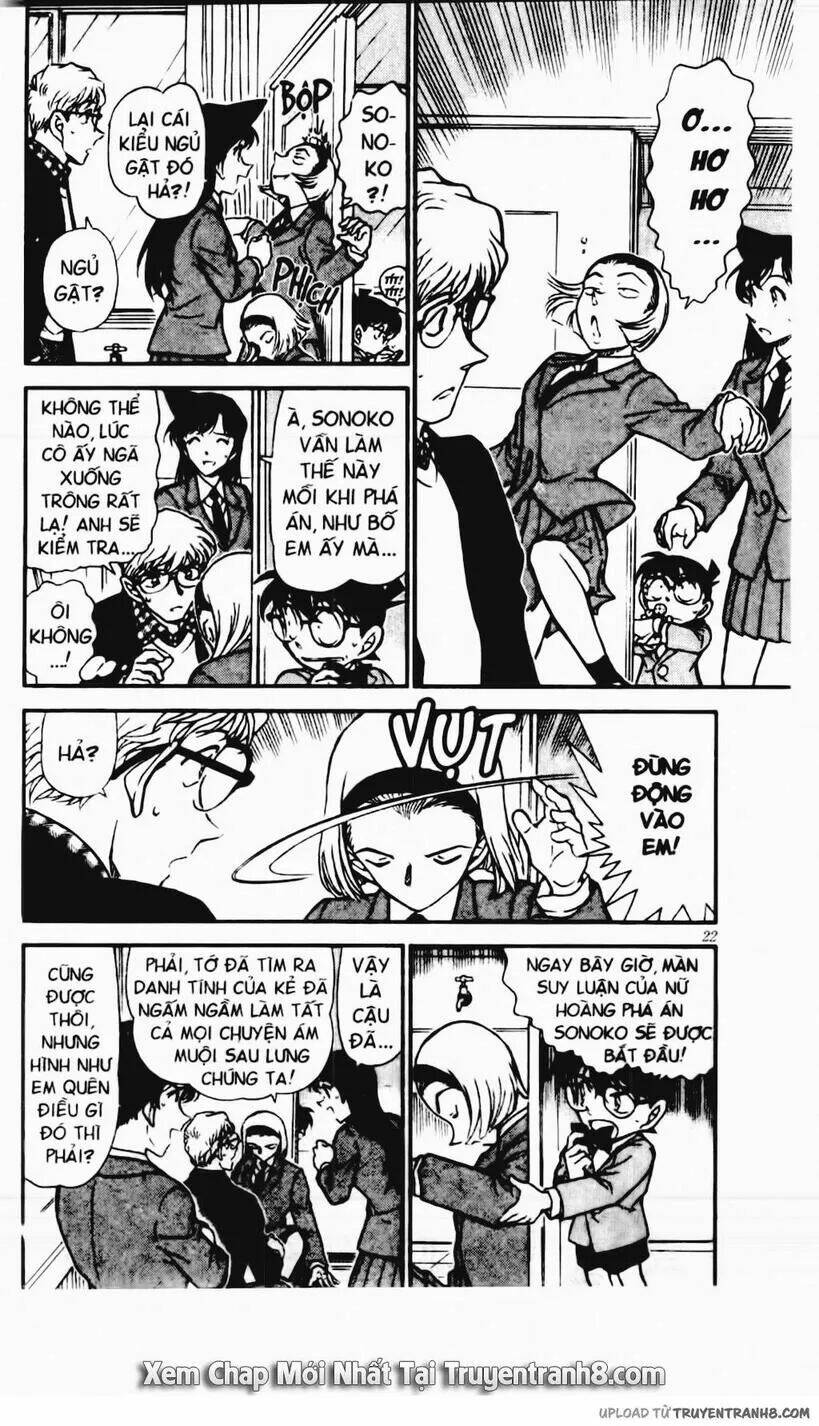 Ơ...
HƠ
HƠ
...
SO-
NO-
KO
?!
BỘP
LẠI CÁI
KIỂU NGỦ
GẬT ĐÓ
HẢ?!
PHỊCH
NGỦ
GẬT?
À, SONOKO
VẪN LÀM
THẾ NÀY
MỖI KHI PHÁ
ÁN, NHƯ BỐ
EM ẤY MÀ...
KHÔNG THỂ
NÀO, LÚC
CÔ ẤY NGÃ
XUỐNG
TRÔNG RẤT
LẠ! ANH SẼ
KIỂM TRA...
ÔI
KHÔNG
...!
ĐỪNG
ĐỘNG
VÀO
EM!
VỤT
HẢ?
22
NGAY BÂY GIỜ, MÀN
SUY LUẬN CỦA NỮ
HOÀNG PHÁ ÁN
SONOKO SẼ ĐƯỢC
BẮT ĐẦU!
VẬY
LÀ
CẬU
ĐÃ...
PHẢI, TỚ ĐÃ TÌM RA
DANH TÍNH CỦA KẺ ĐÃ
NGẤM NGẦM LÀM TẤT
CẢ MỌI CHUYỆN ÁM
MUỘI SAU LƯNG
CHÚNG TA!
CŨNG
ĐƯỢC
THÔI,
NHƯNG
HÌNH NHƯ
EM QUÊN
ĐIỀU GÌ
ĐÓ THÌ
PHẢI?
Xem Chap Mới Nhất Tại Truyentranh8.com
UPLOAD TỪ TRUYENTRANH8.COM